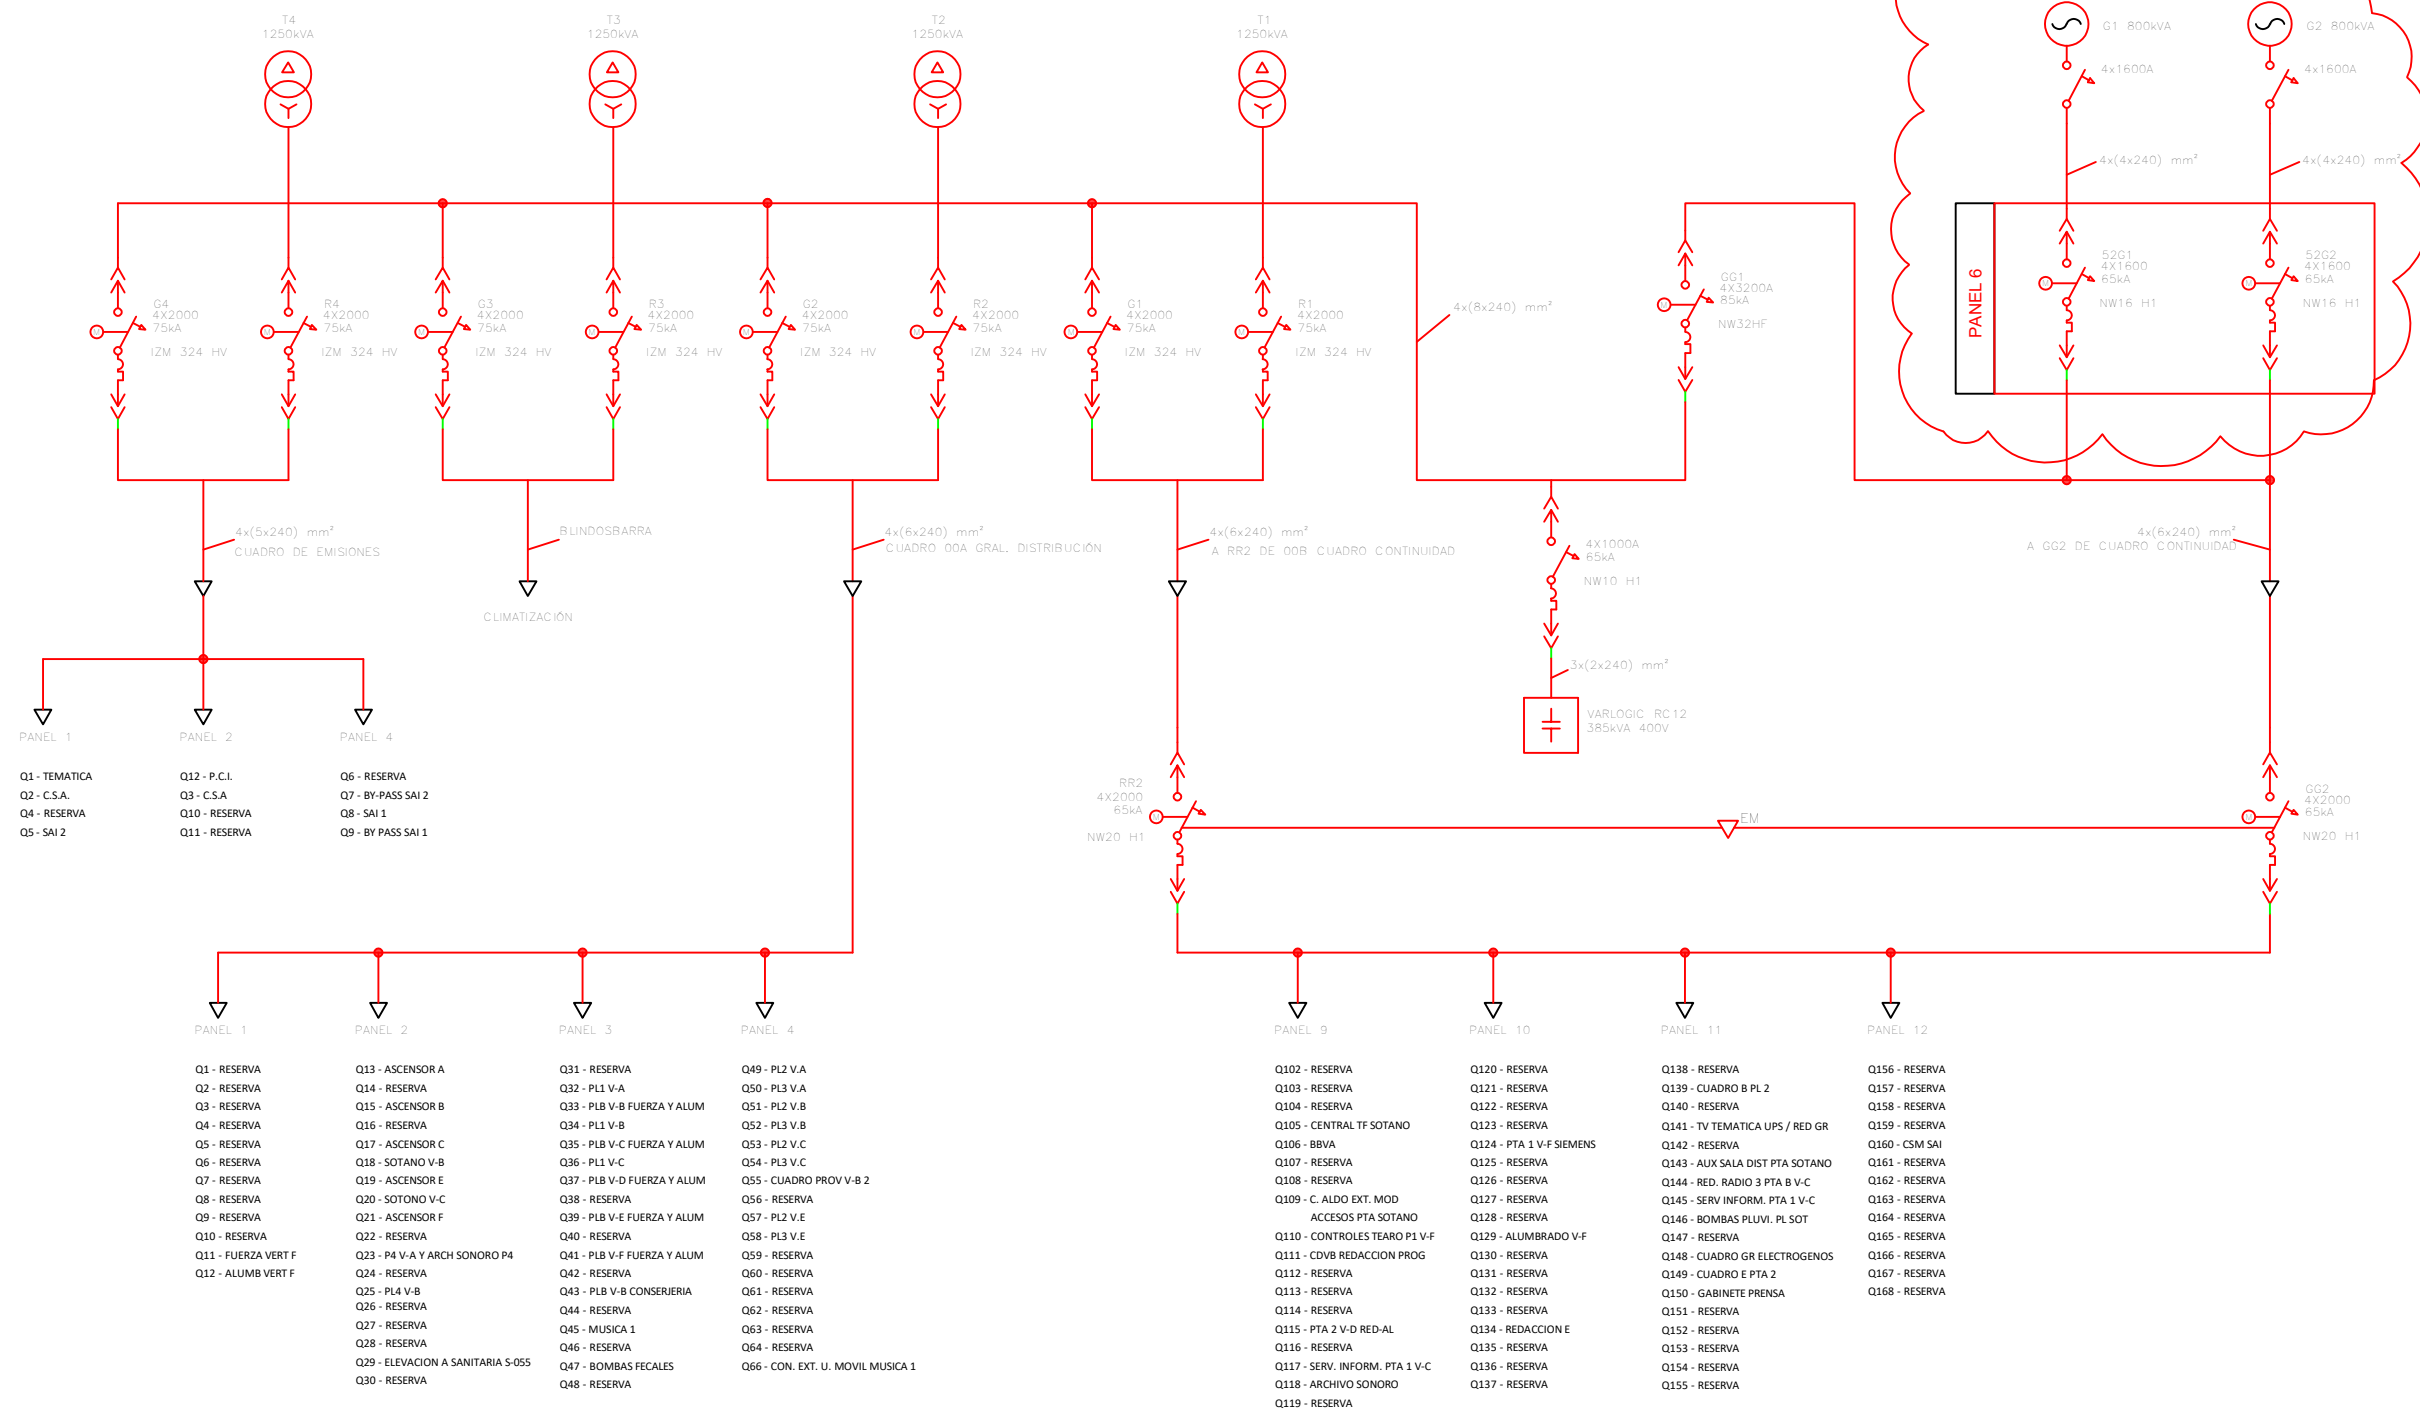 T4
1250kVA
T3
1250kVA
T2
1250kVA
T1
1250kVA
G1 800kVA
G2 800kVA
4x1600A
4x1600A
4x(4x240) mm²
4x(4x240) mm²
G4
4X2000
75kA
IZM 324 HV
R4
4X2000
75kA
IZM 324 HV
G3
4X2000
75kA
IZM 324 HV
R3
4X2000
75kA
IZM 324 HV
G2
4X2000
75kA
IZM 324 HV
R2
4X2000
75kA
IZM 324 HV
G1
4X2000
75kA
IZM 324 HV
R1
4X2000
75kA
IZM 324 HV
4x(8x240) mm²
GG1
4X3200A
85kA
NW32HF
PANEL 6
52G1
4X1600
65kA
NW16 H1
52G2
4X1600
65kA
NW16 H1
4x(5x240) mm²
CUADRO DE EMISIONES
BLINDOSBARRA
4x(6x240) mm²
CUADRO 00A GRAL. DISTRIBUCIÓN
4x(6x240) mm²
A RR2 DE 00B CUADRO CONTINUIDAD
4X1000A
65kA
NW10 H1
4x(6x240) mm²
A GG2 DE CUADRO CONTINUIDAD
CLIMATIZACIÓN
3x(2x240) mm²
VARLOGIC RC12
385kVA 400V
PANEL 1
Q1 - TEMATICA
Q2 - C.S.A.
Q4 - RESERVA
Q5 - SAI 2
PANEL 2
Q12 - P.C.I.
Q3 - C.S.A
Q10 - RESERVA
Q11 - RESERVA
PANEL 4
Q6 - RESERVA
Q7 - BY-PASS SAI 2
Q8 - SAI 1
Q9 - BY PASS SAI 1
RR2
4X2000
65kA
NW20 H1
EM
GG2
4X2000
65kA
NW20 H1
PANEL 1
Q1 - RESERVA
Q2 - RESERVA
Q3 - RESERVA
Q4 - RESERVA
Q5 - RESERVA
Q6 - RESERVA
Q7 - RESERVA
Q8 - RESERVA
Q9 - RESERVA
Q10 - RESERVA
Q11 - FUERZA VERT F
Q12 - ALUMB VERT F
PANEL 2
Q13 - ASCENSOR A
Q14 - RESERVA
Q15 - ASCENSOR B
Q16 - RESERVA
Q17 - ASCENSOR C
Q18 - SOTANO V-B
Q19 - ASCENSOR E
Q20 - SOTONO V-C
Q21 - ASCENSOR F
Q22 - RESERVA
Q23 - P4 V-A Y ARCH SONORO P4
Q24 - RESERVA
Q25 - PL4 V-B
Q26 - RESERVA
Q27 - RESERVA
Q28 - RESERVA
Q29 - ELEVACION A SANITARIA S-055
Q30 - RESERVA
PANEL 3
Q31 - RESERVA
Q32 - PL1 V-A
Q33 - PLB V-B FUERZA Y ALUM
Q34 - PL1 V-B
Q35 - PLB V-C FUERZA Y ALUM
Q36 - PL1 V-C
Q37 - PLB V-D FUERZA Y ALUM
Q38 - RESERVA
Q39 - PLB V-E FUERZA Y ALUM
Q40 - RESERVA
Q41 - PLB V-F FUERZA Y ALUM
Q42 - RESERVA
Q43 - PLB V-B CONSERJERIA
Q44 - RESERVA
Q45 - MUSICA 1
Q46 - RESERVA
Q47 - BOMBAS FECALES
Q48 - RESERVA
PANEL 4
Q49 - PL2 V.A
Q50 - PL3 V.A
Q51 - PL2 V.B
Q52 - PL3 V.B
Q53 - PL2 V.C
Q54 - PL3 V.C
Q55 - CUADRO PROV V-B 2
Q56 - RESERVA
Q57 - PL2 V.E
Q58 - PL3 V.E
Q59 - RESERVA
Q60 - RESERVA
Q61 - RESERVA
Q62 - RESERVA
Q63 - RESERVA
Q64 - RESERVA
Q66 - CON. EXT. U. MOVIL MUSICA 1
PANEL 9
Q102 - RESERVA
Q103 - RESERVA
Q104 - RESERVA
Q105 - CENTRAL TF SOTANO
Q106 - BBVA
Q107 - RESERVA
Q108 - RESERVA
Q109 - C. ALDO EXT. MOD
ACCESOS PTA SOTANO
Q110 - CONTROLES TEARO P1 V-F
Q111 - CDVB REDACCION PROG
Q112 - RESERVA
Q113 - RESERVA
Q114 - RESERVA
Q115 - PTA 2 V-D RED-AL
Q116 - RESERVA
Q117 - SERV. INFORM. PTA 1 V-C
Q118 - ARCHIVO SONORO
Q119 - RESERVA
PANEL 10
Q120 - RESERVA
Q121 - RESERVA
Q122 - RESERVA
Q123 - RESERVA
Q124 - PTA 1 V-F SIEMENS
Q125 - RESERVA
Q126 - RESERVA
Q127 - RESERVA
Q128 - RESERVA
Q129 - ALUMBRADO V-F
Q130 - RESERVA
Q131 - RESERVA
Q132 - RESERVA
Q133 - RESERVA
Q134 - REDACCION E
Q135 - RESERVA
Q136 - RESERVA
Q137 - RESERVA
PANEL 11
Q138 - RESERVA
Q139 - CUADRO B PL 2
Q140 - RESERVA
Q141 - TV TEMATICA UPS / RED GR
Q142 - RESERVA
Q143 - AUX SALA DIST PTA SOTANO
Q144 - RED. RADIO 3 PTA B V-C
Q145 - SERV INFORM. PTA 1 V-C
Q146 - BOMBAS PLUVI. PL SOT
Q147 - RESERVA
Q148 - CUADRO GR ELECTROGENOS
Q149 - CUADRO E PTA 2
Q150 - GABINETE PRENSA
Q151 - RESERVA
Q152 - RESERVA
Q153 - RESERVA
Q154 - RESERVA
Q155 - RESERVA
PANEL 12
Q156 - RESERVA
Q157 - RESERVA
Q158 - RESERVA
Q159 - RESERVA
Q160 - CSM SAI
Q161 - RESERVA
Q162 - RESERVA
Q163 - RESERVA
Q164 - RESERVA
Q165 - RESERVA
Q166 - RESERVA
Q167 - RESERVA
Q168 - RESERVA